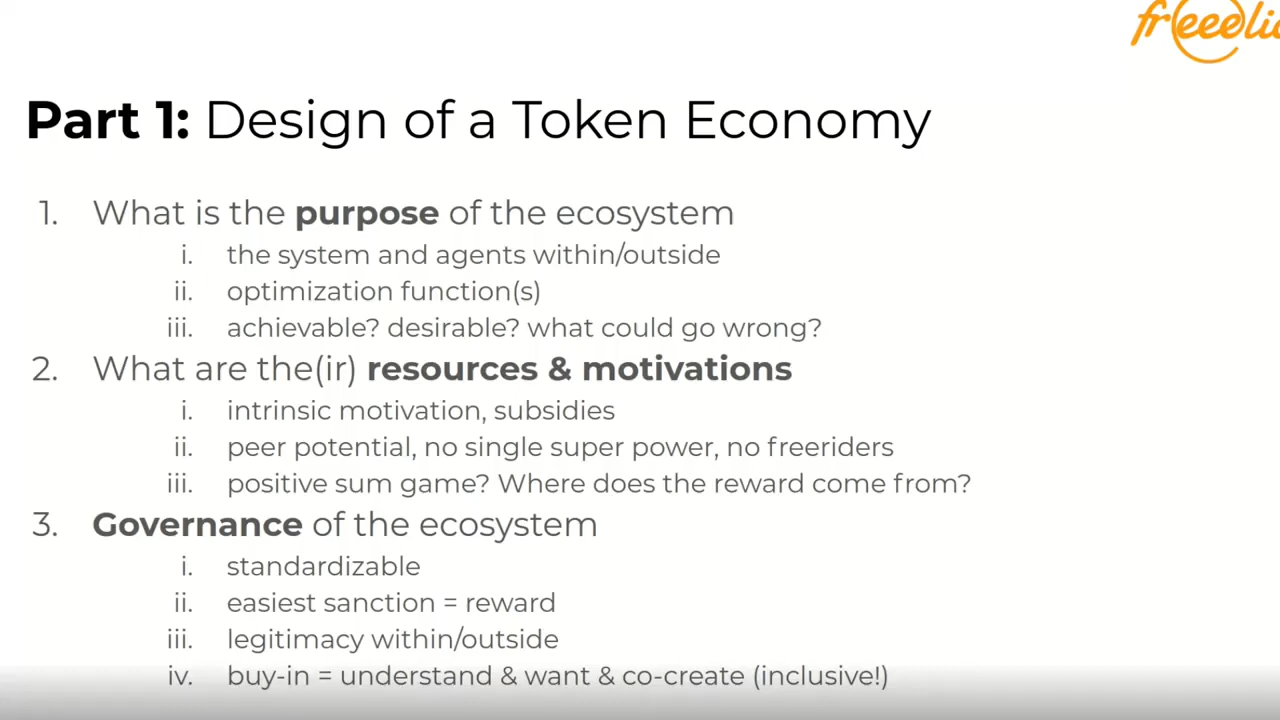 freeelio
Part 1: Design of a Token Economy
1. What is the purpose of the ecosystem
i. the system and agents within/outside
ii. optimization function(s)
iii. achievable? desirable? what could go wrong?
2. What are the(ir) resources & motivations
i. intrinsic motivation, subsidies
ii. peer potential, no single super power, no freeriders
iii. positive sum game? Where does the reward come from?
3. Governance of the ecosystem
i. standardizable
ii. easiest sanction = reward
iii. legitimacy within/outside
iv. buy-in = understand & want & co-create (inclusive!)